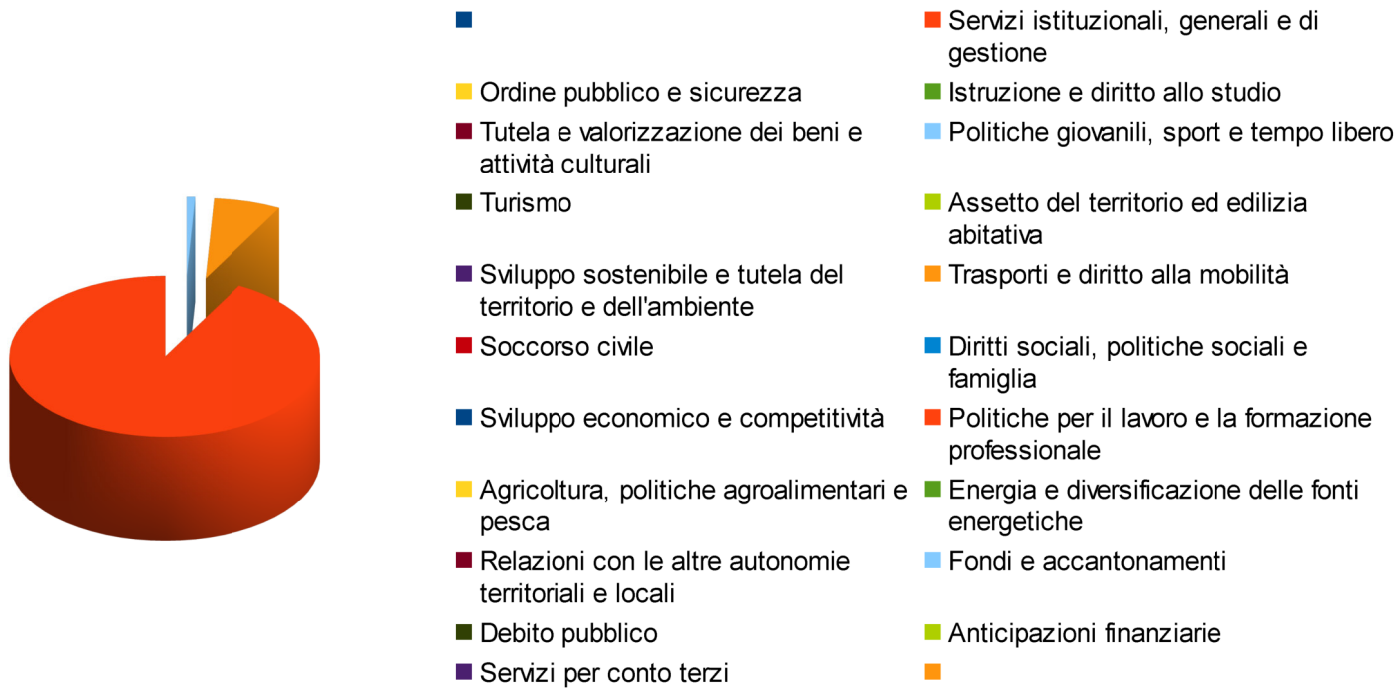 Servizi istituzionali, generali e di
gestione
Ordine pubblico e sicurezza
Istruzione e diritto allo studio
Tutela e valorizzazione dei beni e
attività culturali
Politiche giovanili, sport e tempo libero
Turismo
Assetto del territorio ed edilizia
abitativa
Sviluppo sostenibile e tutela del
territorio e dell'ambiente
Trasporti e diritto alla mobilità
Soccorso civile
Diritti sociali, politiche sociali e
famiglia
Sviluppo economico e competitività
Politiche per il lavoro e la formazione
professionale
Agricoltura, politiche agroalimentari e
pesca
Energia e diversificazione delle fonti
energetiche
Relazioni con le altre autonomie
territoriali e locali
Fondi e accantonamenti
Debito pubblico
Anticipazioni finanziarie
Servizi per conto terzi